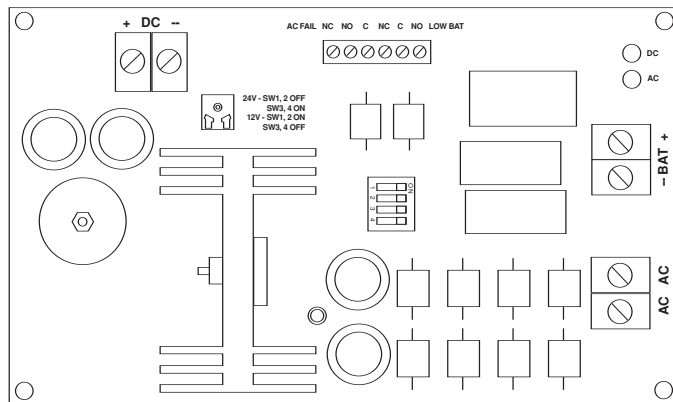 + DC --
AC FAIL NC NO C NC C NO LOW BAT
DC
AC
24V - SW1, 2 OFF
SW3, 4 ON
12V - SW1, 2 ON
SW3, 4 OFF
-- BAT +
ON
1
2
3
4
AC
AC